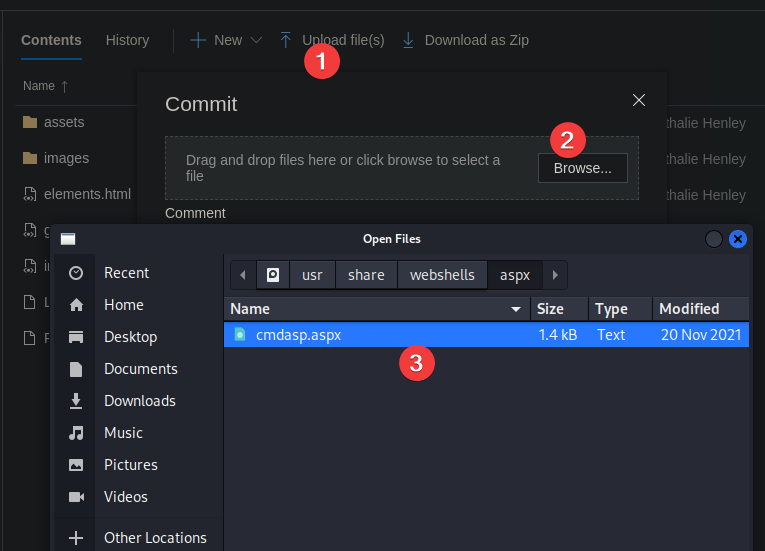 Contents History New Upload file(s) Download as Zip
1
Name
Commit
assets
2
thalie Henley
Drag and drop files here or click browse to select a file
Browse...
images
thalie Henley
elements.html
thalie Henley
Comment
Open Files
Recent
usr share webshells aspx
Home
Name Size Type Modified
Desktop
cmdasp.aspx 1.4 kB Text 20 Nov 2021
3
Documents
Downloads
Music
Pictures
Videos
Other Locations